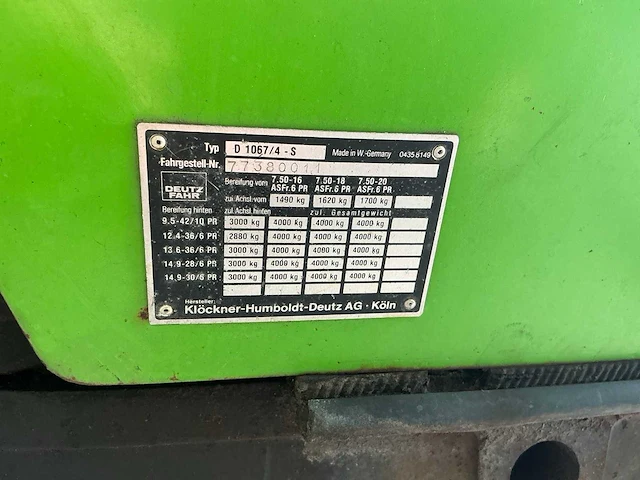 Typ D 1067/4 - S Made in W.-Germany 0435 8149
Fahrgestell-Nr. 77380011
DEUTZ FAHR
Bereifung vorn 7.50-16 ASFr.6 PR 7.50-18 ASFr.6 PR 7.50-20 ASFr.6 PR
zul. Achsl. vorn 1490 kg 1620 kg 1700 kg
Bereifung hinten zul. Achsl. hinten zul. Gesamtgewicht
9.5-42/10 PR 3000 kg 4000 kg 4000 kg 4000 kg
12.4-36/6 PR 2880 kg 4000 kg 4000 kg 4000 kg
13.6-36/6 PR 3000 kg 4000 kg 4000 kg 4000 kg
14.9-28/6 PR 3000 kg 4000 kg 4000 kg 4000 kg
14.9-30/6 PR 3000 kg 4000 kg 4000 kg 4000 kg
Hersteller:
Klöckner-Humboldt-Deutz AG · Köln